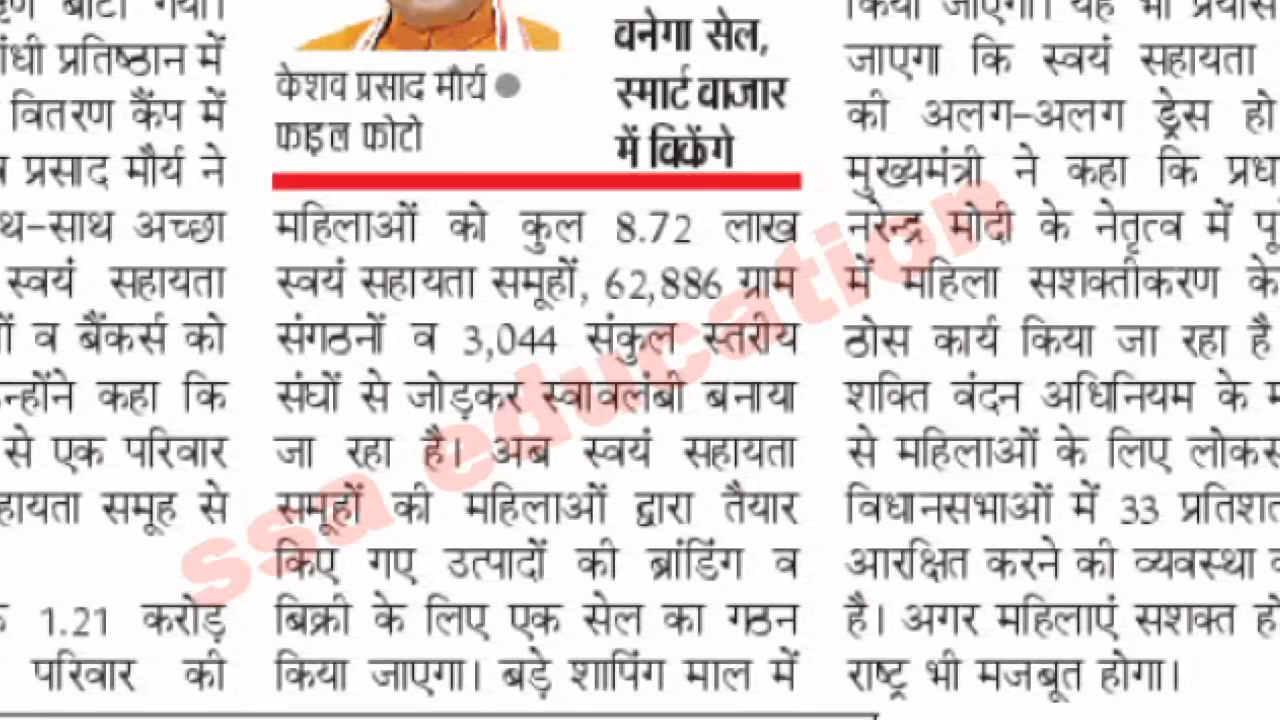 बांटा गया।
प्रतिष्ठान में
वितरण कैंप में
प्रसाद मौर्य ने
अच्छा
स्वयं सहायता
व बैंकर्स को
कहा कि
से एक परिवार
समूह से
1.21 करोड़
परिवार की
केशव प्रसाद मौर्य ●
फाइल फोटो
बनेगा सेल,
स्मार्ट बाजार
में बिकेंगे
महिलाओं को कुल 8.72 लाख
स्वयं सहायता समूहों, 62,886 ग्राम
संगठनों व 3,044 संकुल स्तरीय
संघों से जोड़कर स्वावलंबी बनाया
जा रहा है। अब स्वयं सहायता
समूहों की महिलाओं द्वारा तैयार
किए गए उत्पादों की ब्रांडिंग व
बिक्री के लिए एक सेल का गठन
किया जाएगा। बड़े शापिंग माल में
किया जाएगा। यह भी प्रयास
जाएगा कि स्वयं सहायता
की अलग-अलग ड्रेस हो
मुख्यमंत्री ने कहा कि
नरेन्द्र मोदी के नेतृत्व में
में महिला सशक्तीकरण के
ठोस कार्य किया जा रहा है
शक्ति वंदन अधिनियम के
से महिलाओं के लिए
विधानसभाओं में 33 प्रतिशत
आरक्षित करने की व्यवस्था
है। अगर महिलाएं सशक्त
राष्ट्र भी मजबूत होगा।
ssa education